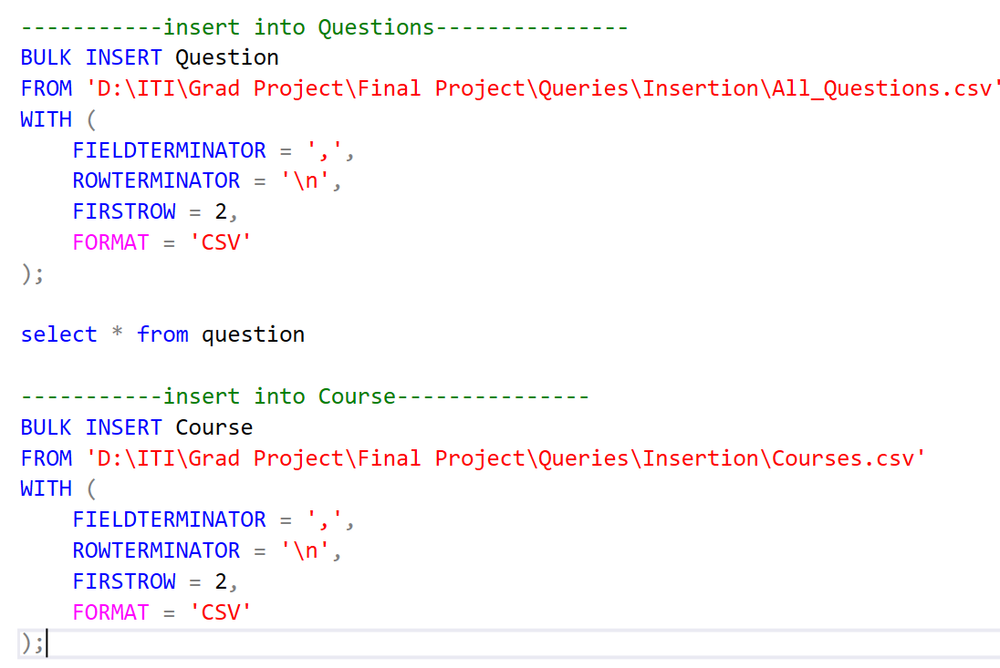 -----------insert into Questions---------------
BULK INSERT Question
FROM 'D:\ITI\Grad Project\Final Project\Queries\Insertion\All_Questions.csv'
WITH (
    FIELDTERMINATOR = ',',
    ROWTERMINATOR = '\n',
    FIRSTROW = 2,
    FORMAT = 'CSV'
);

select * from question

-----------insert into Course---------------
BULK INSERT Course
FROM 'D:\ITI\Grad Project\Final Project\Queries\Insertion\Courses.csv'
WITH (
    FIELDTERMINATOR = ',',
    ROWTERMINATOR = '\n',
    FIRSTROW = 2,
    FORMAT = 'CSV'
);